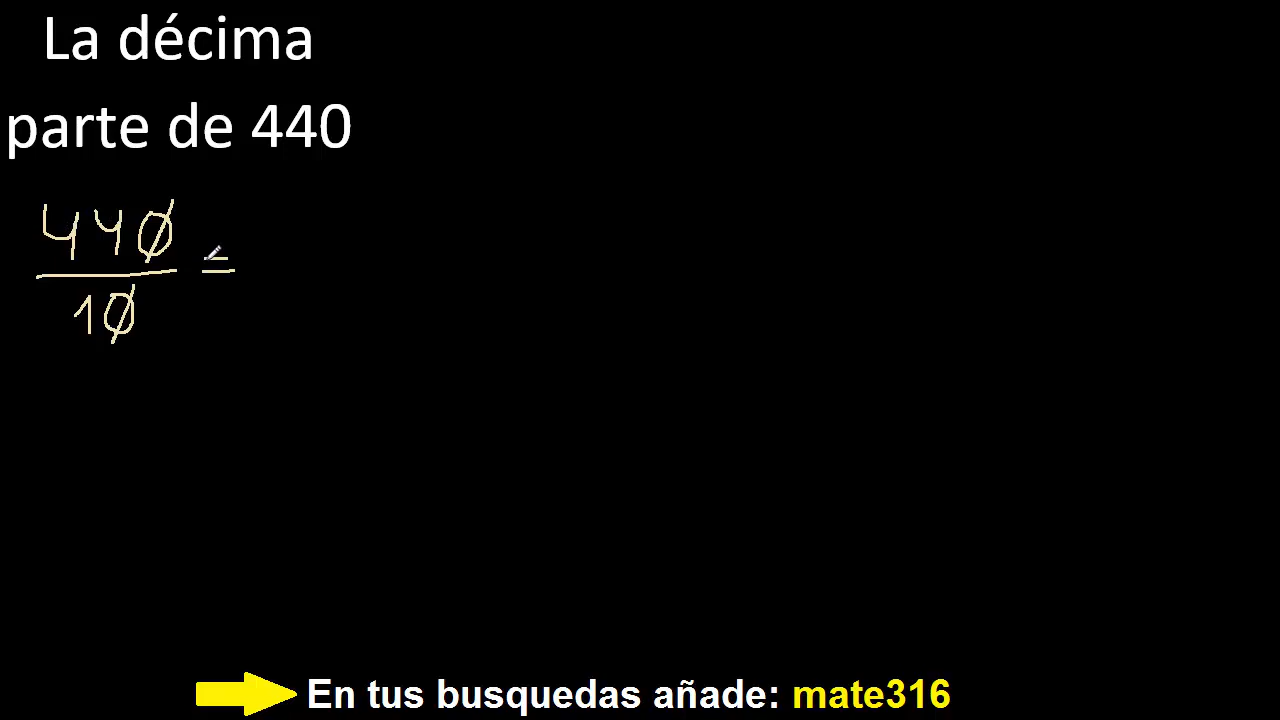 La décima
parte de 440
440 =
10
En tus busquedas añade: mate316